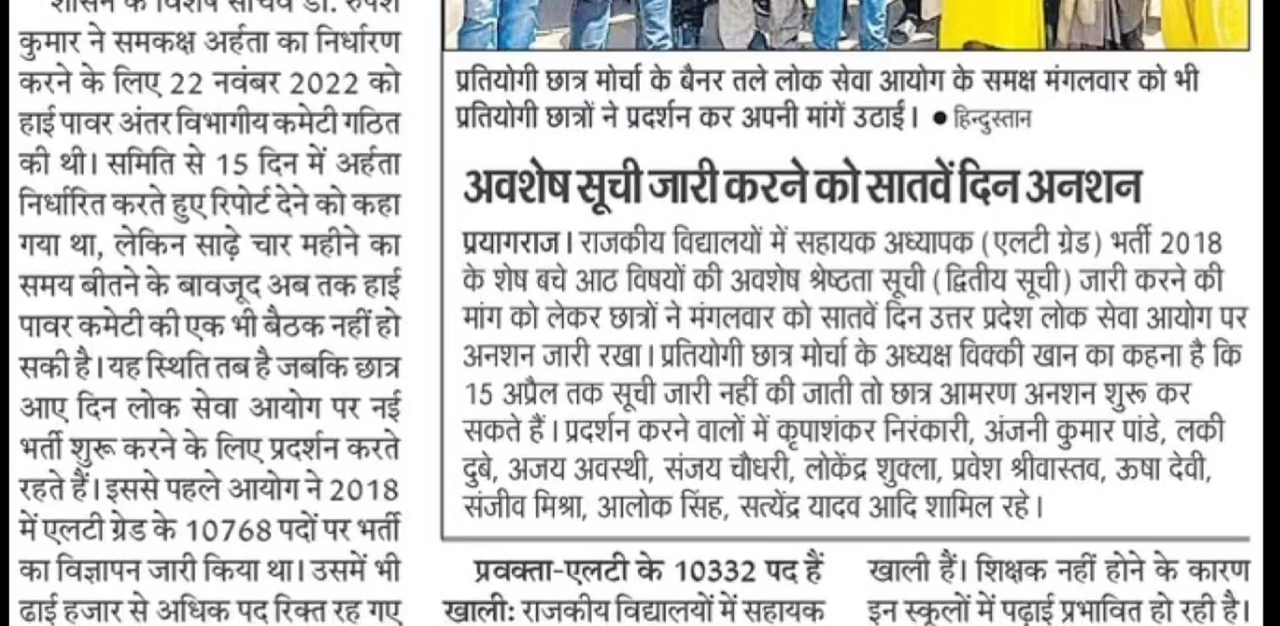 शासन के विशेष सचिव डॉ. रुपेश
कुमार ने समकक्ष अर्हता का निर्धारण
करने के लिए 22 नवंबर 2022 को
हाई पावर अंतर विभागीय कमेटी गठित
की थी। समिति से 15 दिन में अर्हता
निर्धारित करते हुए रिपोर्ट देने को कहा
गया था, लेकिन साढ़े चार महीने का
समय बीतने के बावजूद अब तक हाई
पावर कमेटी की एक भी बैठक नहीं हो
सकी है। यह स्थिति तब है जबकि छात्र
आए दिन लोक सेवा आयोग पर नई
भर्ती शुरू करने के लिए प्रदर्शन करते
रहते हैं। इससे पहले आयोग ने 2018
में एलटी ग्रेड के 10768 पदों पर भर्ती
का विज्ञापन जारी किया था। उसमें भी
ढाई हजार से अधिक पद रिक्त रह गए
प्रतियोगी छात्र मोर्चा के बैनर तले लोक सेवा आयोग के समक्ष मंगलवार को भी
प्रतियोगी छात्रों ने प्रदर्शन कर अपनी मांगें उठाई। ● हिन्दुस्तान
अवशेष सूची जारी करने को सातवें दिन अनशन
प्रयागराज। राजकीय विद्यालयों में सहायक अध्यापक (एलटी ग्रेड) भर्ती 2018
के शेष बचे आठ विषयों की अवशेष श्रेष्ठता सूची (द्वितीय सूची) जारी करने की
मांग को लेकर छात्रों ने मंगलवार को सातवें दिन उत्तर प्रदेश लोक सेवा आयोग पर
अनशन जारी रखा। प्रतियोगी छात्र मोर्चा के अध्यक्ष विक्की खान का कहना है कि
15 अप्रैल तक सूची जारी नहीं की जाती तो छात्र आमरण अनशन शुरू कर
सकते हैं। प्रदर्शन करने वालों में कृपाशंकर निरंकारी, अंजनी कुमार पांडे, लकी
दुबे, अजय अवस्थी, संजय चौधरी, लोकेंद्र शुक्ला, प्रवेश श्रीवास्तव, ऊषा देवी,
संजीव मिश्रा, आलोक सिंह, सत्येंद्र यादव आदि शामिल रहे।
प्रवक्ता-एलटी के 10332 पद हैं
खाली: राजकीय विद्यालयों में सहायक
खाली हैं। शिक्षक नहीं होने के कारण
इन स्कूलों में पढ़ाई प्रभावित हो रही है।